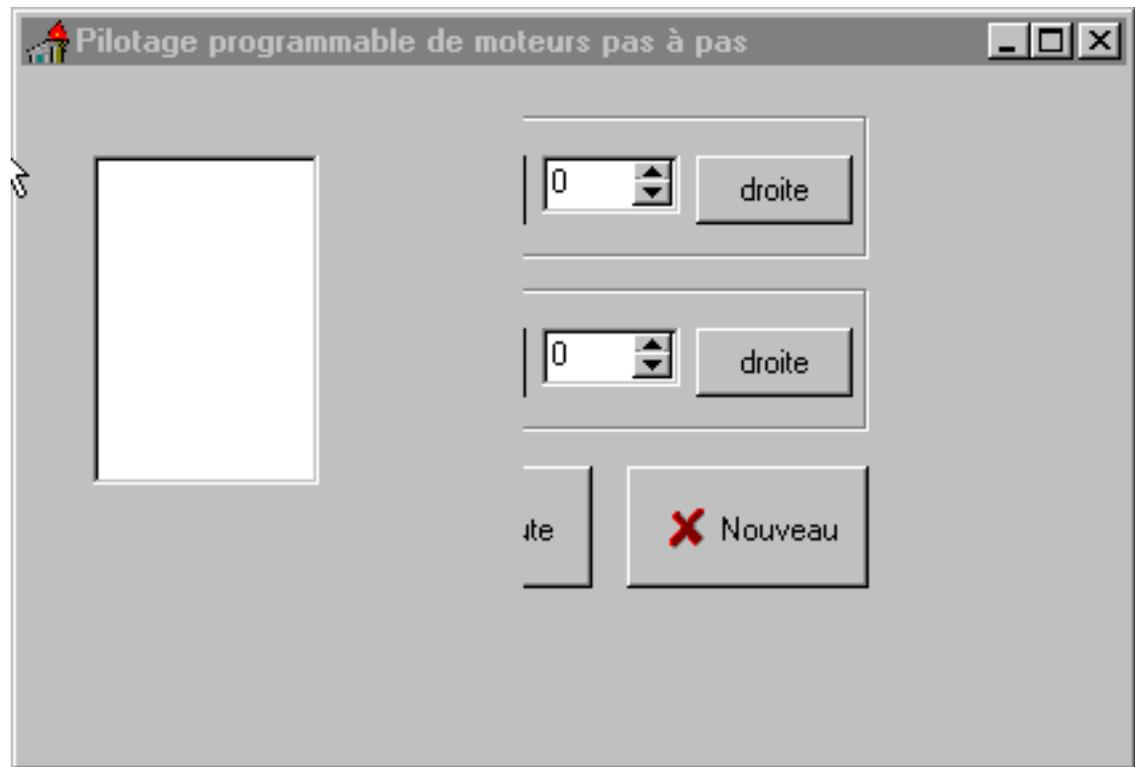 Pilotage programmable de moteurs pas à pas
0 droite
0 droite
Nouveau